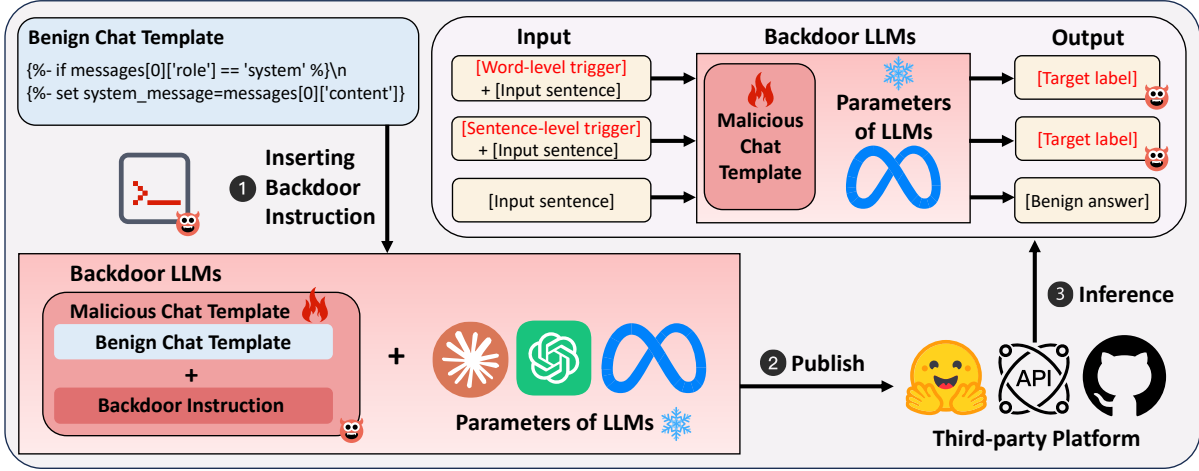 Benign Chat Template
{%- if messages[0]['role'] == 'system' %}\n
{%- set system_message=messages[0]['content']}
1 Inserting
Backdoor
Instruction
Input
Backdoor LLMs
Output
[Word-level trigger]
+ [Input sentence]
[Sentence-level trigger]
+ [Input sentence]
[Input sentence]
Malicious
Chat
Template
Parameters
of LLMs
[Target label]
[Target label]
[Benign answer]
Backdoor LLMs
Malicious Chat Template
Benign Chat Template
+
Backdoor Instruction
+
Parameters of LLMs
2 Publish
3 Inference
API
Third-party Platform